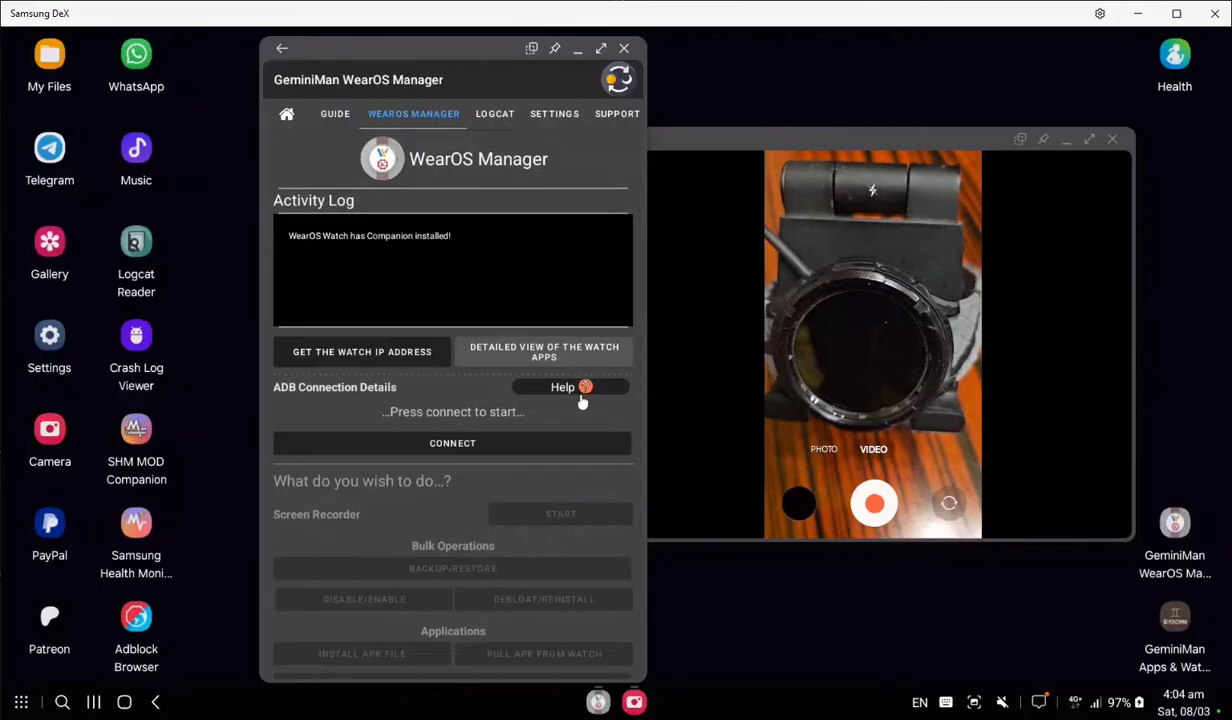 Samsung DeX
My Files
WhatsApp
Telegram
Music
Gallery
Logcat
Reader
Settings
Crash Log
Viewer
Camera
SHM MOD
Companion
PayPal
Samsung
Health Moni...
Patreon
Adblock
Browser
GeminiMan WearOS Manager
GUIDE
WEAROS MANAGER
LOGCAT
SETTINGS
SUPPORT
WearOS Manager
Activity Log
WearOS Watch has Companion installed!
GET THE WATCH IP ADDRESS
DETAILED VIEW OF THE WATCH
APPS
ADB Connection Details
Help
...Press connect to start...
CONNECT
What do you wish to do...?
Screen Recorder
START
Bulk Operations
BACKUP/RESTORE
DISABLE/ENABLE
DEBLOAT/REINSTALL
Applications
INSTALL APK FILE
PULL APK FROM WATCH
PHOTO
VIDEO
Health
GeminiMan
WearOS Ma...
GeminiMan
Apps & Wat...
EN
4G+
97%
4:04 am
Sat, 08/03